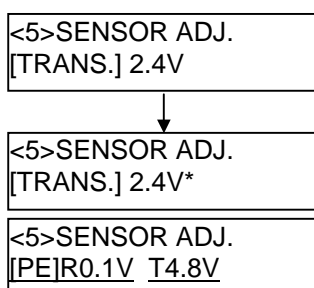 <5>SENSOR ADJ.
[TRANS.] 2.4V
<5>SENSOR ADJ.
[TRANS.] 2.4V*
<5>SENSOR ADJ.
[PE]R0.1V T4.8V